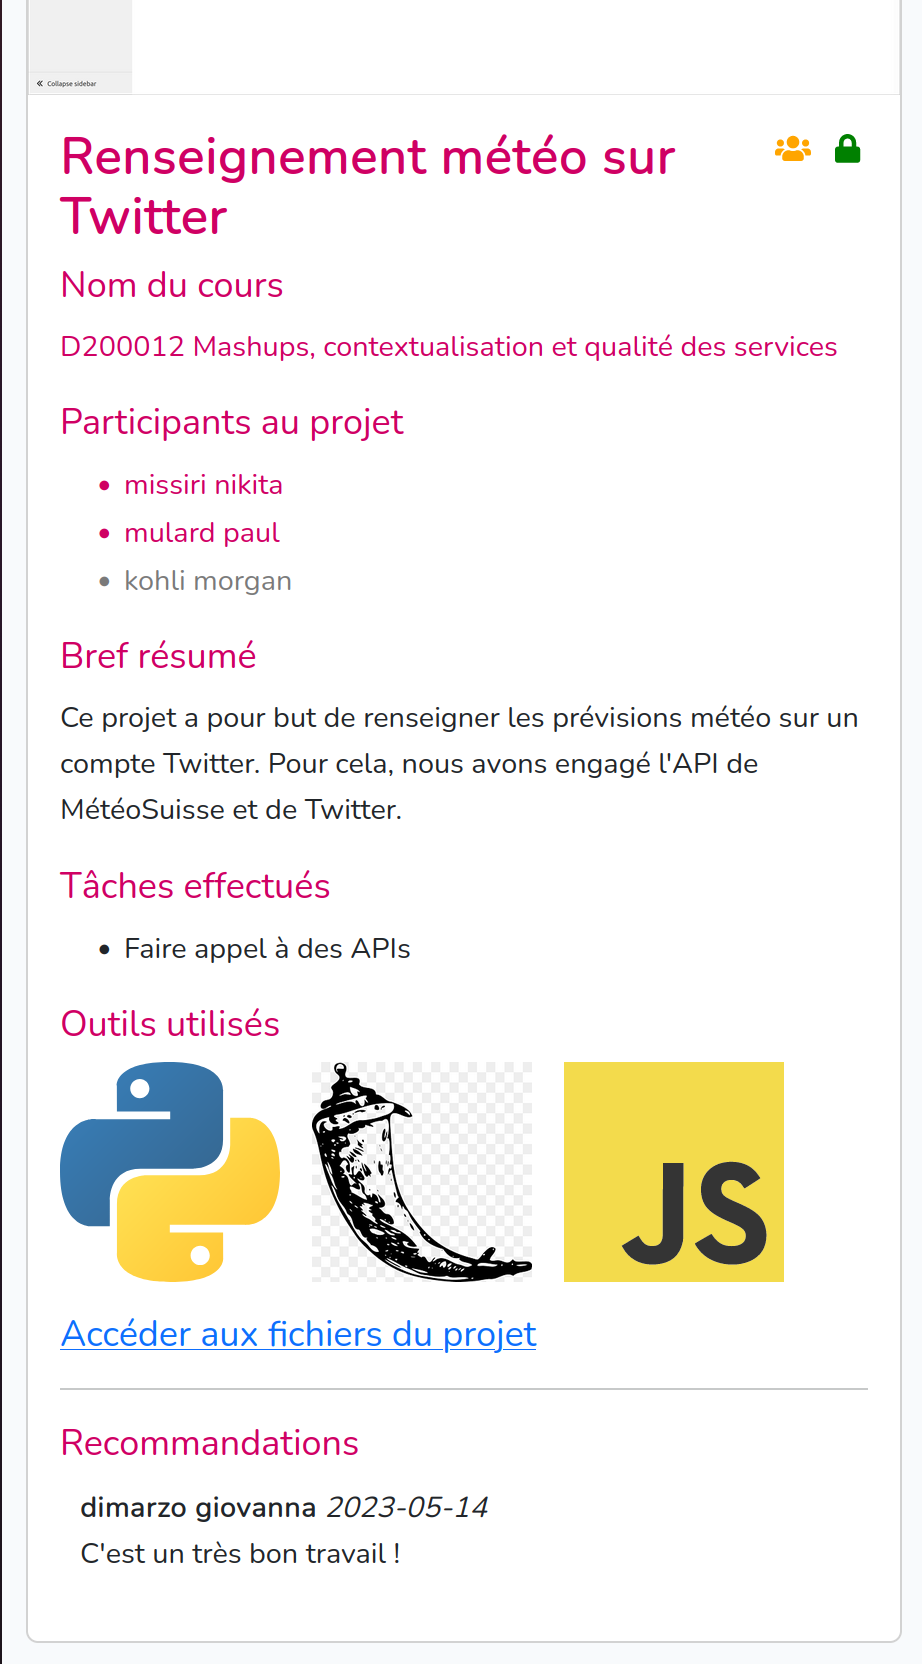 Collapse sidebar
Renseignement météo sur
Twitter
Nom du cours
D200012 Mashups, contextualisation et qualité des services
Participants au projet
• missiri nikita
• mulard paul
• kohli morgan
Bref résumé
Ce projet a pour but de renseigner les prévisions météo sur un
compte Twitter. Pour cela, nous avons engagé l'API de
MétéoSuisse et de Twitter.
Tâches effectués
• Faire appel à des APIs
Outils utilisés
JS
Accéder aux fichiers du projet
Recommandations
dimarzo giovanna 2023-05-14
C'est un très bon travail !